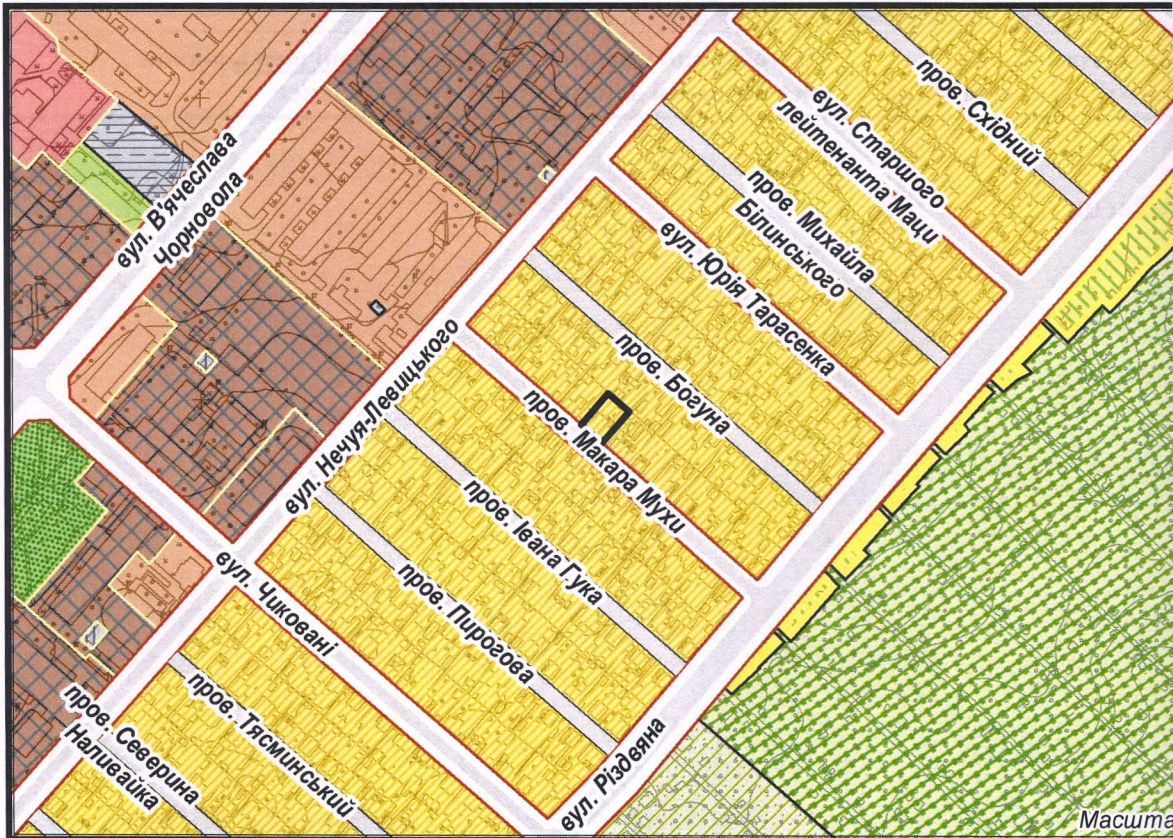 пров. Східний
вул. Старшого
лейтенанта Маци
пров. Михайла
Білинського
вул. В'ячеслава
Чорновола
вул. Юрія Тарасенка
пров. Богуна
вул. Нечуя-Левицького
пров. Макара Мухи
пров. Івана Гука
пров. Пирогова
вул. Чиковані
пров. Тясминський
пров. Северина
Наливайка
вул. Різдвяна
Масшта